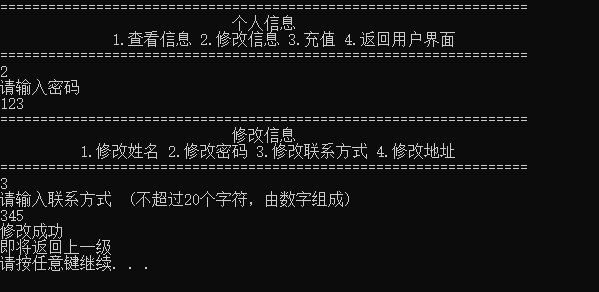 ==================================================================
个人信息
1.查看信息 2.修改信息 3.充值 4.返回用户界面
==================================================================
2
请输入密码
123
==================================================================
修改信息
1.修改姓名 2.修改密码 3.修改联系方式 4.修改地址
==================================================================
3
请输入联系方式 (不超过20个字符，由数字组成)
345
修改成功
即将返回上一级
请按任意键继续. . .